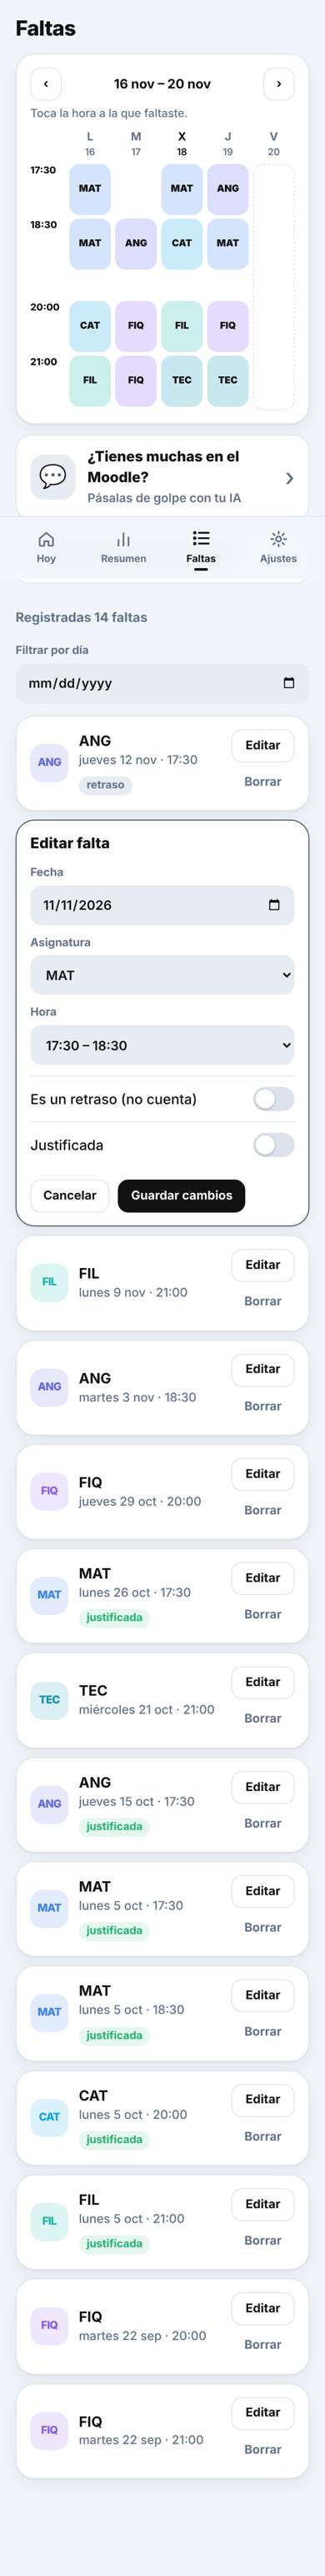 Faltas
‹ 16 nov – 20 nov ›
Toca la hora a la que faltaste.
L M X J V
16 17 18 19 20
17:30 MAT MAT ANG
18:30 MAT ANG CAT MAT
20:00 CAT FIQ FIL FIQ
21:00 FIL FIQ TEC TEC
¿Tienes muchas en el
Moodle?
Pásalas de golpe con tu IA
Hoy Resumen Faltas Ajustes
Registradas 14 faltas
Filtrar por día
mm/dd/yyyy
ANG ANG Editar
jueves 12 nov · 17:30
retraso Borrar
Editar falta
Fecha
11/11/2026
Asignatura
MAT
Hora
17:30 – 18:30
Es un retraso (no cuenta)
Justificada
Cancelar Guardar cambios
FIL FIL Editar
lunes 9 nov · 21:00 Borrar
ANG ANG Editar
martes 3 nov · 18:30 Borrar
FIQ FIQ Editar
jueves 29 oct · 20:00 Borrar
MAT MAT Editar
lunes 26 oct · 17:30
justificada Borrar
TEC TEC Editar
miércoles 21 oct · 21:00 Borrar
ANG ANG Editar
jueves 15 oct · 17:30
justificada Borrar
MAT MAT Editar
lunes 5 oct · 17:30
justificada Borrar
MAT MAT Editar
lunes 5 oct · 18:30
justificada Borrar
CAT CAT Editar
lunes 5 oct · 20:00
justificada Borrar
FIL FIL Editar
lunes 5 oct · 21:00
justificada Borrar
FIQ FIQ Editar
martes 22 sep · 20:00 Borrar
FIQ FIQ Editar
martes 22 sep · 21:00 Borrar